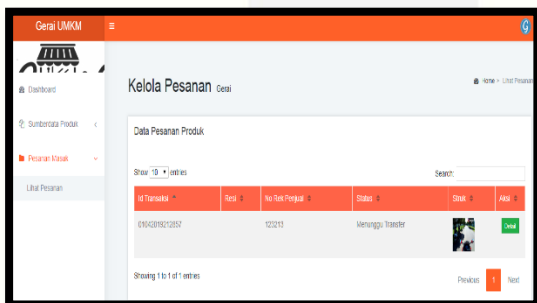 Gerai UMKM
Dashboard
Sumberdata Produk
Pesanan Masuk
Lihat Pesanan
Kelola Pesanan Gerai
Home > Lihat Pesanan
Data Pesanan Produk
Show 10 entries
Search:
Id Transaksi Resi No Rek Penjual Status Struk Aksi
01042019212857 123213 Menunggu Transfer Detail
Showing 1 to 1 of 1 entries
Previous 1 Next